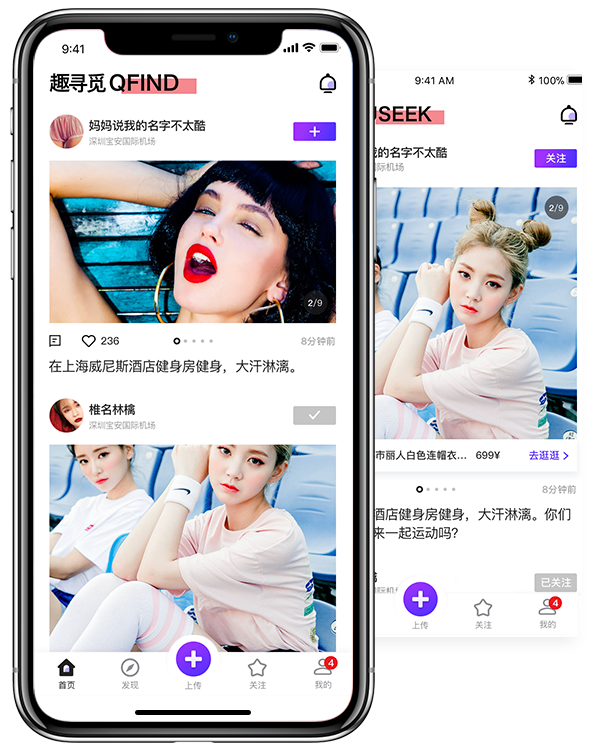 9:41
趣寻觅 QFIND
妈妈说我的名字不太酷
深圳宝安国际机场
2/9
236
8分钟前
在上海威尼斯酒店健身房健身，大汗淋漓。
椎名林檎
深圳宝安国际机场
首页
发现
上传
关注
4
我的
9:41 AM
100%
USEEK
我的名字不太酷
国际机场
关注
2/9
市丽人白色连帽衣... 699¥ 去逛逛
8分钟前
酒店健身房健身，大汗淋漓。你们
来一起运动吗?
国际机
已关注
上传
关注
4
我的